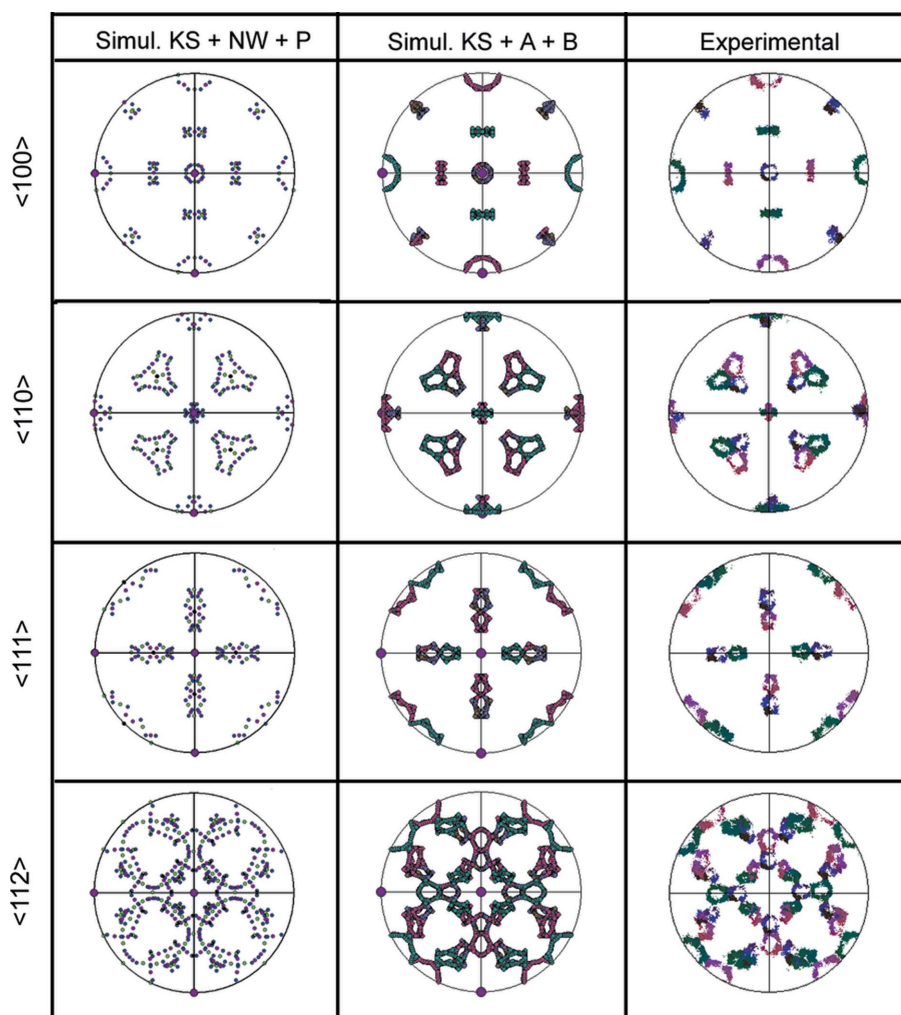 Simul. KS + NW + P
Simul. KS + A + B
Experimental
<100>
<110>
<111>
<112>